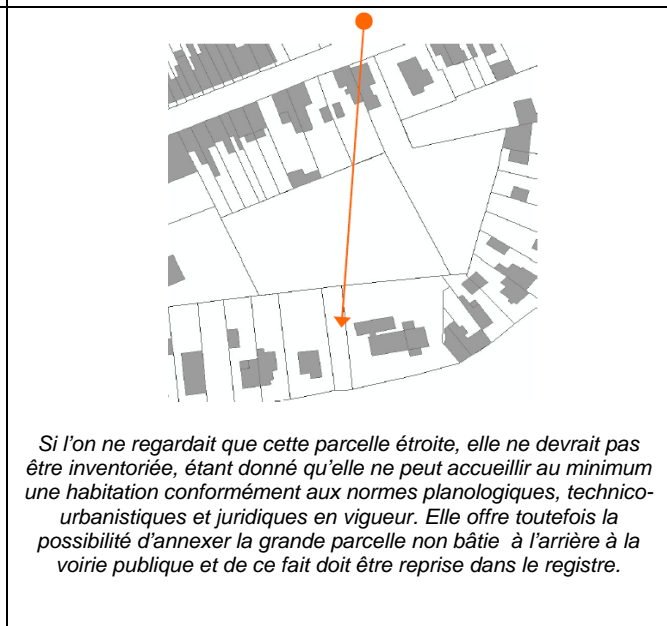 Si l'on ne regardait que cette parcelle étroite, elle ne devrait pas
être inventoriée, étant donné qu'elle ne peut accueillir au minimum
une habitation conformément aux normes planologiques, technico-
urbanistiques et juridiques en vigueur. Elle offre toutefois la
possibilité d'annexer la grande parcelle non bâtie à l'arrière à la
voirie publique et de ce fait doit être reprise dans le registre.